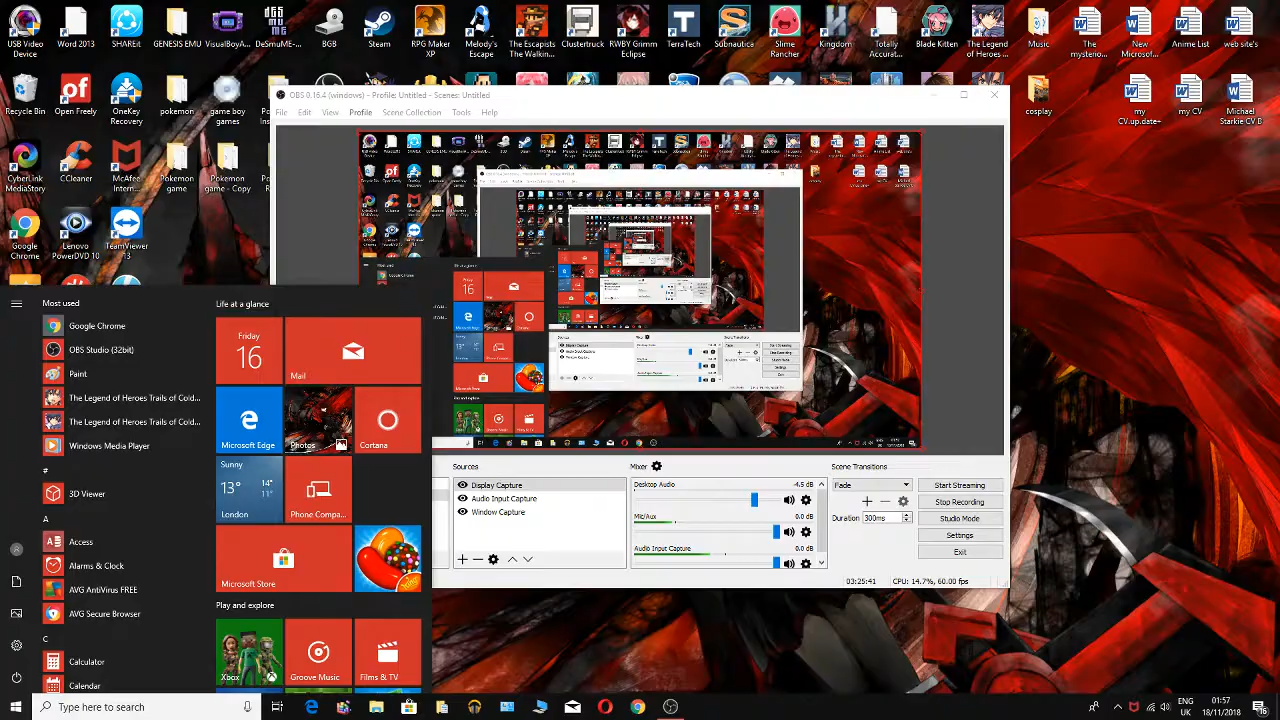 USB Video Device
Word 2013
SHAREit
GENESIS EMU
VisualBoyA...
DeSmuME-...
BGB
Steam
RPG Maker XP
Melody's Escape
The Escapists The Walkin...
Clustertruck
RWBY Grimm Eclipse
TerraTech
Subnautica
Slime Rancher
Kingdom
Totally Accurat...
Blade Kitten
The Legend of Heroes ...
Music
The mysterio...
New Microsof...
Anime List
web site's
Recycle Bin
Open Freely
OneKey Recovery
pokemon
game boy games
cosplay
my CV.up.date+
my CV
Michael Starkie CV B
CyberLink MediaStory
CCleaner
McAfee Intern...
Pokemon game
game - Copy
Google Chrome
Lenovo PowerDVD 10
TeamViewer 13
OBS 0.16.4 (windows) - Profile: Untitled - Scenes: Untitled
File Edit View Profile Scene Collection Tools Help
Most used
Google Chrome
OBS Studio (32bit)
Paint
The Legend of Heroes Trails of Cold...
The Legend of Heroes Trails of Cold...
Windows Media Player
#
3D Viewer
A
Access
Alarms & Clock
AVG AntiVirus FREE
AVG Secure Browser
C
Calculator
Calendar
Life at a glance
Friday
16
Mail
Microsoft Edge
Photos
Cortana
Sunny
13° 14° 11°
London
Phone Compa...
Microsoft Store
Play and explore
Xbox
Groove Music
Films & TV
Sources
Display Capture
Audio Input Capture
Window Capture
Mixer
Desktop Audio -4.5 dB
Mic/Aux 0.0 dB
Audio Input Capture 0.0 dB
Scene Transitions
Fade
Duration 300ms
Start Streaming
Stop Recording
Studio Mode
Settings
Exit
03:25:41 CPU: 14.7%, 60.00 fps
Type here to search
ENG
UK
01:57
18/11/2018